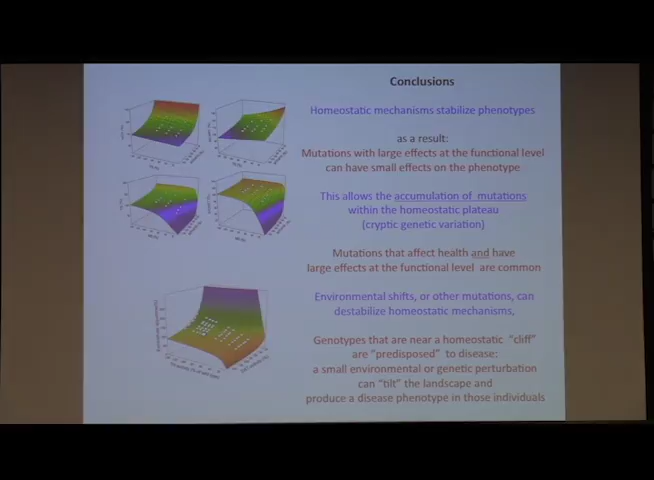 Conclusions
Homeostatic mechanisms stabilize phenotypes
as a result:
Mutations with large effects at the functional level
can have small effects on the phenotype
This allows the accumulation of mutations
within the homeostatic plateau
(cryptic genetic variation)
Mutations that affect health and have
large effects at the functional level are common
Environmental shifts, or other mutations, can
destabilize homeostatic mechanisms,
Genotypes that are near a homeostatic "cliff"
are "predisposed" to disease:
a small environmental or genetic perturbation
can "tilt" the landscape and
produce a disease phenotype in those individuals